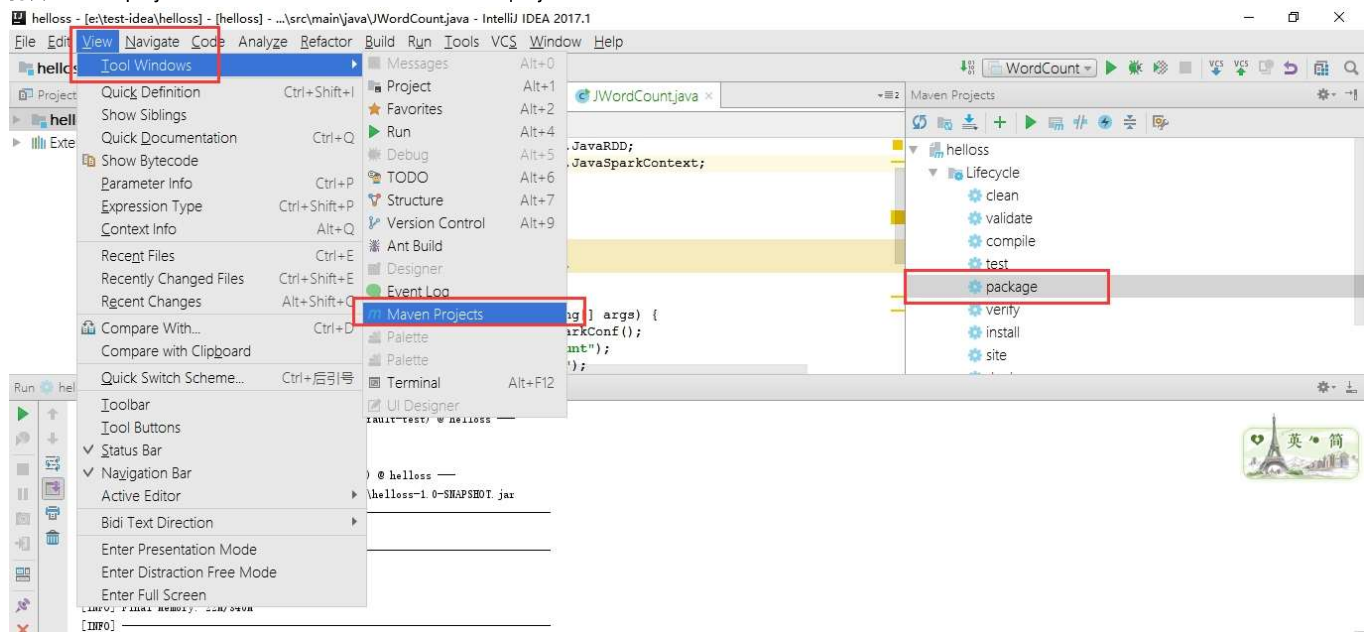 helloss - [e:\test-idea\helloss] - [helloss] - ...\src\main\java\JWordCount.java - IntelliJ IDEA 2017.1
File Edit View Navigate Code Analyze Refactor Build Run Tools VCS Window Help
WordCount
Project
JWordCount.java
Maven Projects
Tool Windows
Quick Definition Ctrl+Shift+I
Show Siblings
Quick Documentation Ctrl+Q
Show Bytecode
Parameter Info Ctrl+P
Expression Type Ctrl+Shift+P
Context Info Alt+Q
Recent Files Ctrl+E
Recently Changed Files Ctrl+Shift+E
Recent Changes Alt+Shift+C
Compare With... Ctrl+D
Compare with Clipboard
Quick Switch Scheme... Ctrl+后引号
Toolbar
Tool Buttons
Status Bar
Navigation Bar
Active Editor
Bidi Text Direction
Enter Presentation Mode
Enter Distraction Free Mode
Enter Full Screen
Messages Alt+0
Project Alt+1
Favorites Alt+2
Run Alt+4
Debug Alt+5
TODO Alt+6
Structure Alt+7
Version Control Alt+9
Ant Build
Designer
Event Log
Maven Projects
Palette
Palette
Terminal Alt+F12
UI Designer
.JavaRDD;
.JavaSparkContext;
[] args) {
arkConf();
unt");
");
helloss
Lifecycle
clean
validate
compile
test
package
verify
install
site
Run
@ helloss
) @ helloss
\helloss-1.0-SNAPSHOT.jar
[INFO] Final Memory:
[INFO]
英 简